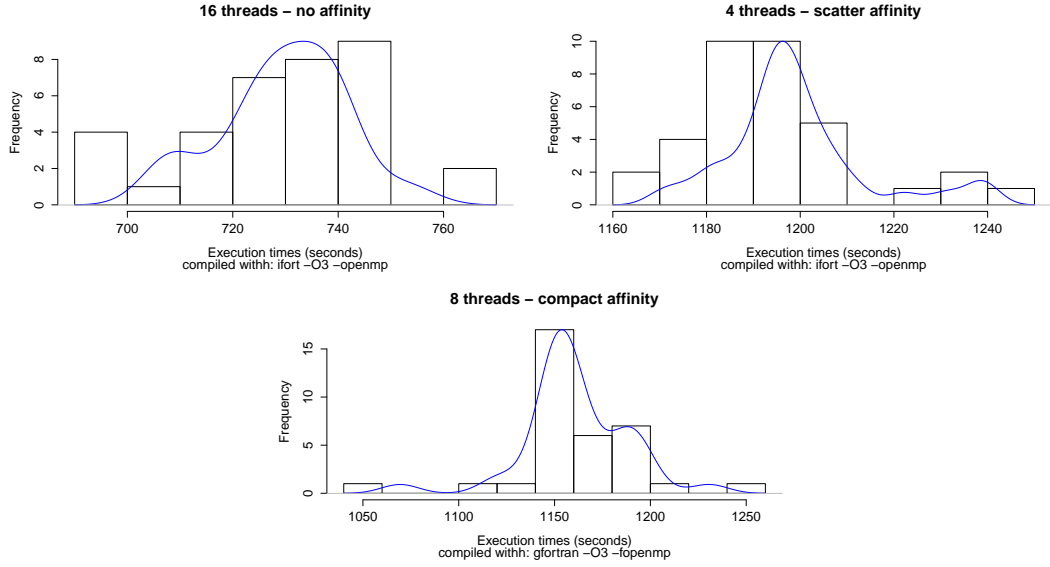 16 threads – no affinity
Frequency
0
2
4
6
8
700
720
740
760
Execution times (seconds)
compiled withh: ifort –O3 –openmp
4 threads – scatter affinity
Frequency
0
2
4
6
8
10
1160
1180
1200
1220
1240
Execution times (seconds)
compiled withh: ifort –O3 –openmp
8 threads – compact affinity
Frequency
0
5
10
15
1050
1100
1150
1200
1250
Execution times (seconds)
compiled withh: gfortran –O3 –fopenmp